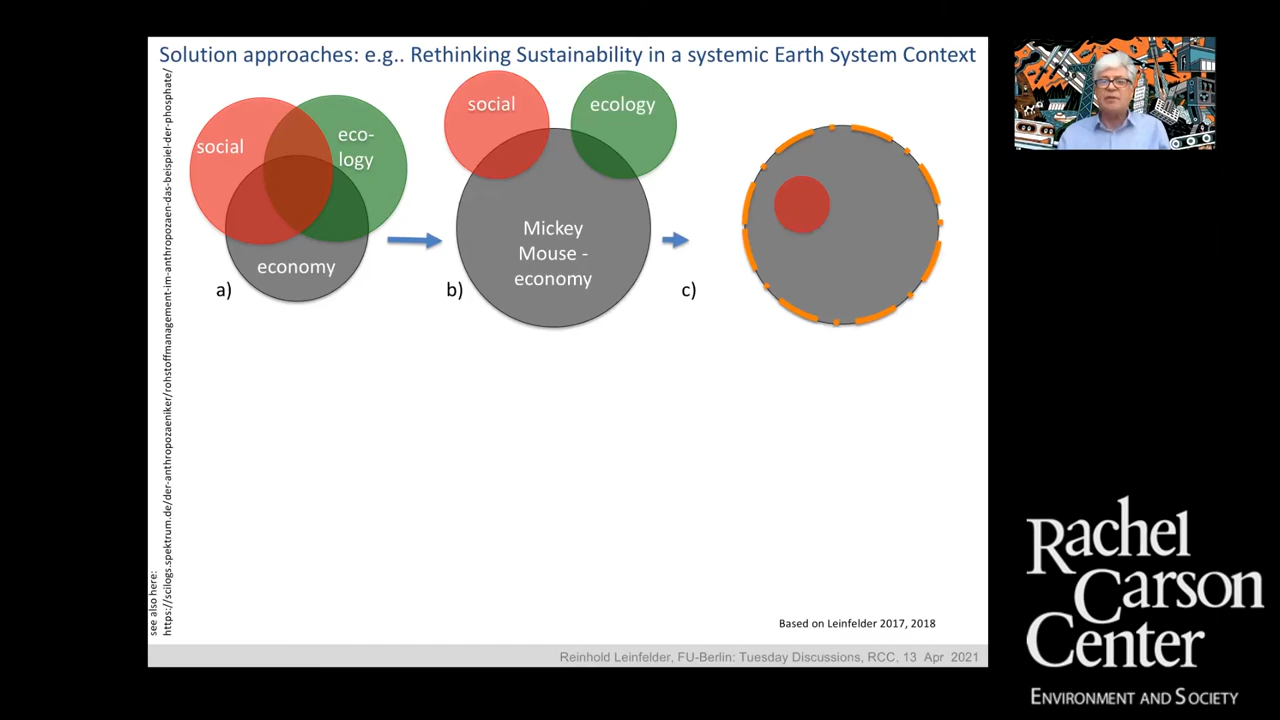 Solution approaches: e.g.. Rethinking Sustainability in a systemic Earth System Context
see also here:
https://scilogs.spektrum.de/der-anthropozaeniker/rohstoffmanagement-im-anthropozaen-das-beispiel-der-phosphate/
social
eco-
logy
economy
a)
social
ecology
Mickey
Mouse -
economy
b)
c)
Based on Leinfelder 2017, 2018
Reinhold Leinfelder, FU-Berlin: Tuesday Discussions, RCC, 13 Apr 2021
Rachel
Carson
Center
ENVIRONMENT AND SOCIETY